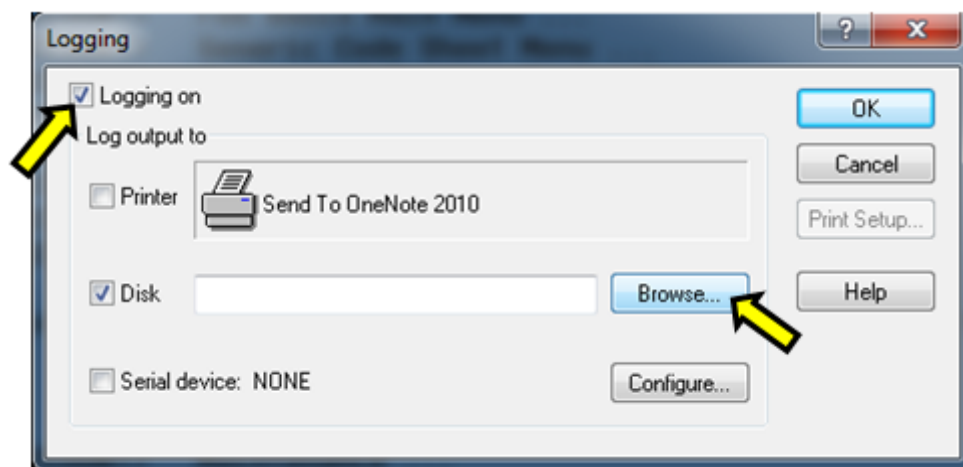 Logging
Logging on
OK
Log output to
Cancel
Printer
Send To OneNote 2010
Print Setup...
Disk
Browse...
Help
Serial device: NONE
Configure...